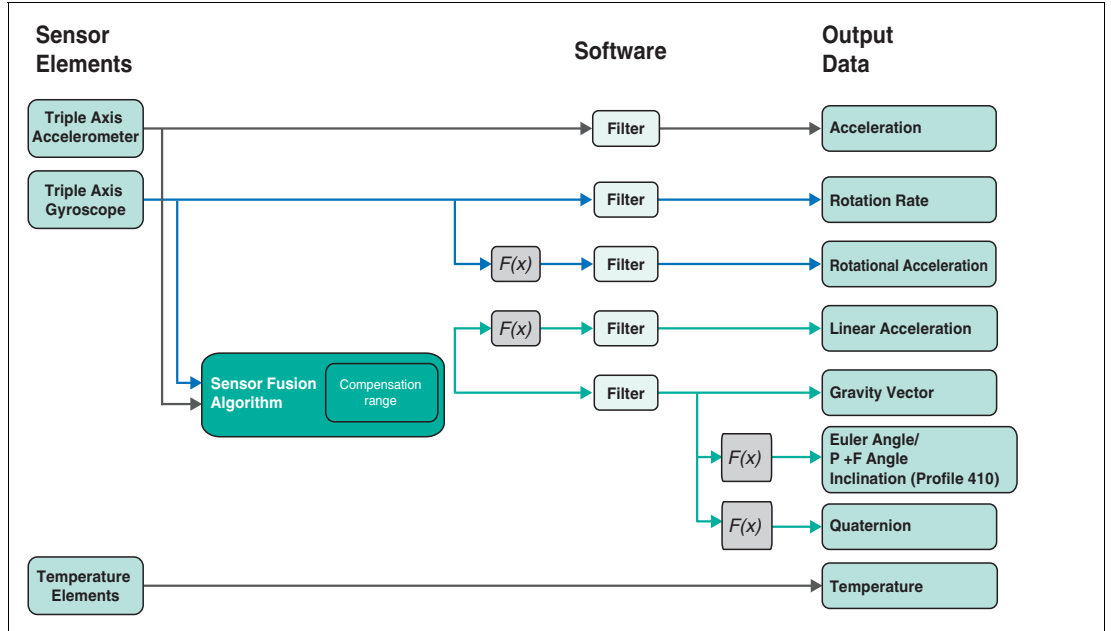 Sensor
Elements
Software
Output
Data
Triple Axis
Accelerometer
Filter
Acceleration
Triple Axis
Gyroscope
Filter
Rotation Rate
F(x)
Filter
Rotational Acceleration
F(x)
Filter
Linear Acceleration
Sensor Fusion
Algorithm
Compensation
range
Filter
Gravity Vector
F(x)
Euler Angle/
P +F Angle
Inclination (Profile 410)
F(x)
Quaternion
Temperature
Elements
Temperature